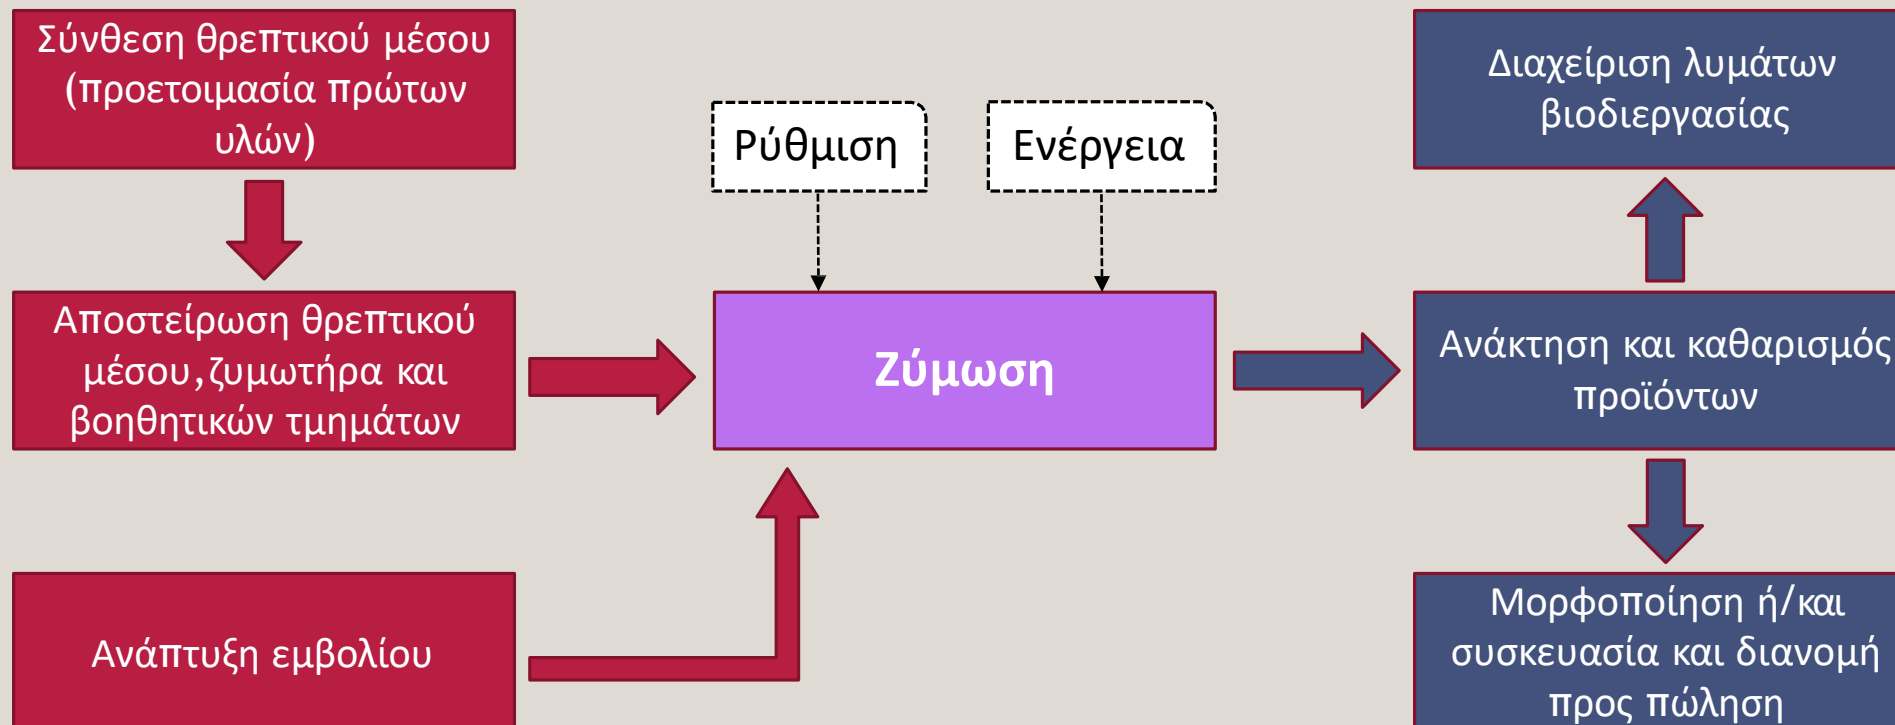 Σύνθεση θρεπτικού μέσου
(προετοιμασία πρώτων
υλών)
Ρύθμιση
Ενέργεια
Διαχείριση λυμάτων
βιοδιεργασίας
Αποστείρωση θρεπτικού
μέσου,ζυμωτήρα και
βοηθητικών τμημάτων
Ζύμωση
Ανάκτηση και καθαρισμός
προϊόντων
Ανάπτυξη εμβολίου
Μορφοποίηση ή/και
συσκευασία και διανομή
προς πώληση